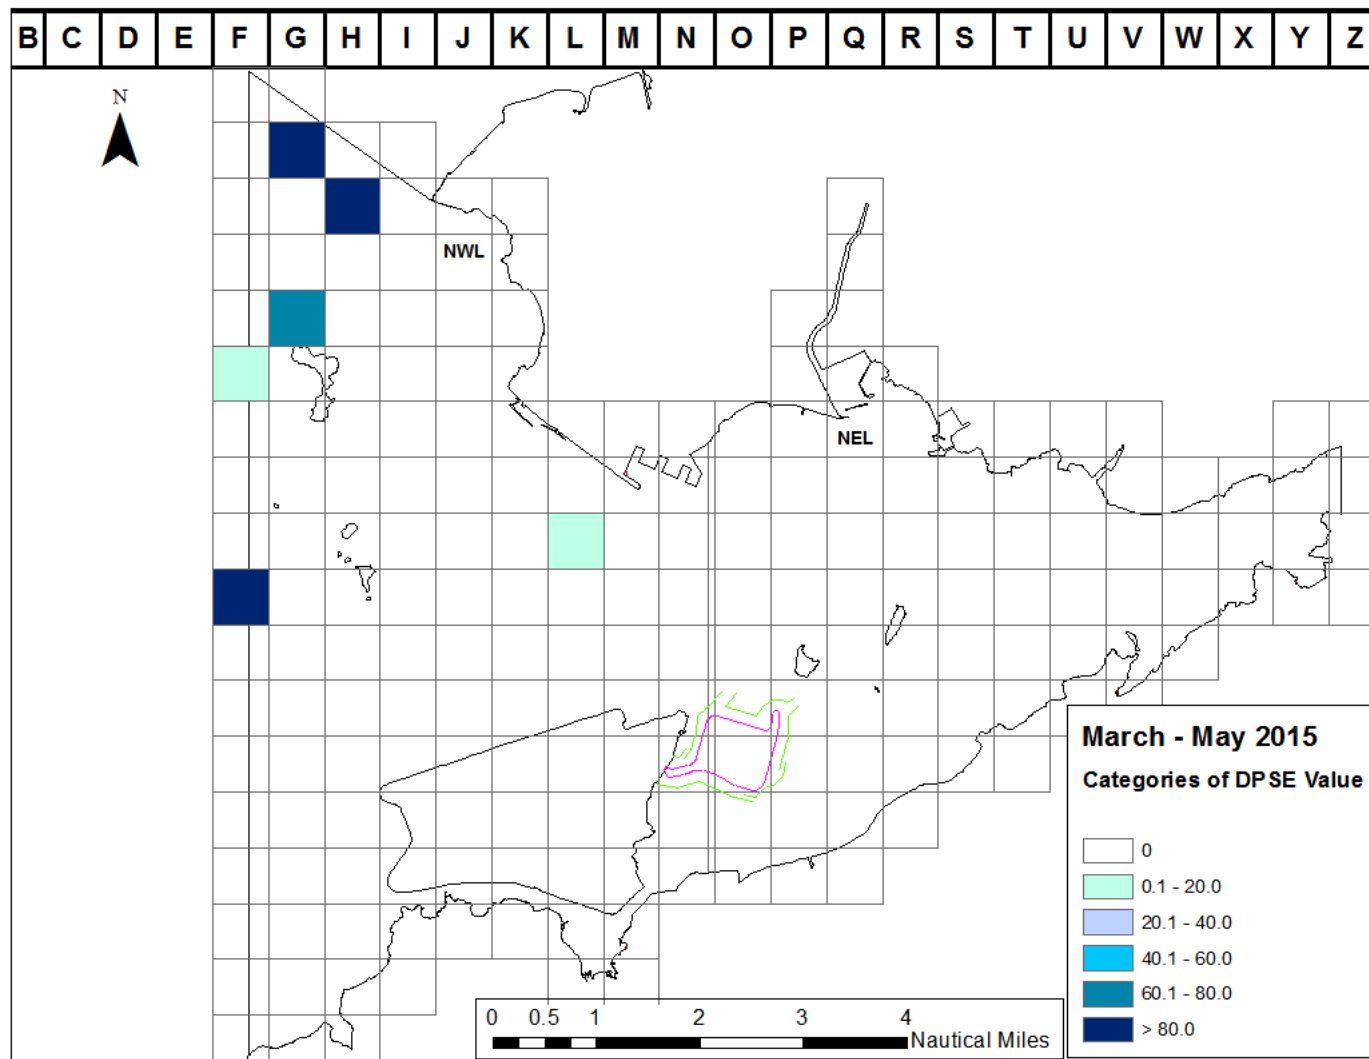 B C D E F G H I J K L M N O P Q R S T U V W X Y Z
N
NWL
NEL
March - May 2015
Categories of DPSE Value
0
0.1 - 20.0
20.1 - 40.0
40.1 - 60.0
60.1 - 80.0
> 80.0
0 0.5 1 2 3 4
Nautical Miles